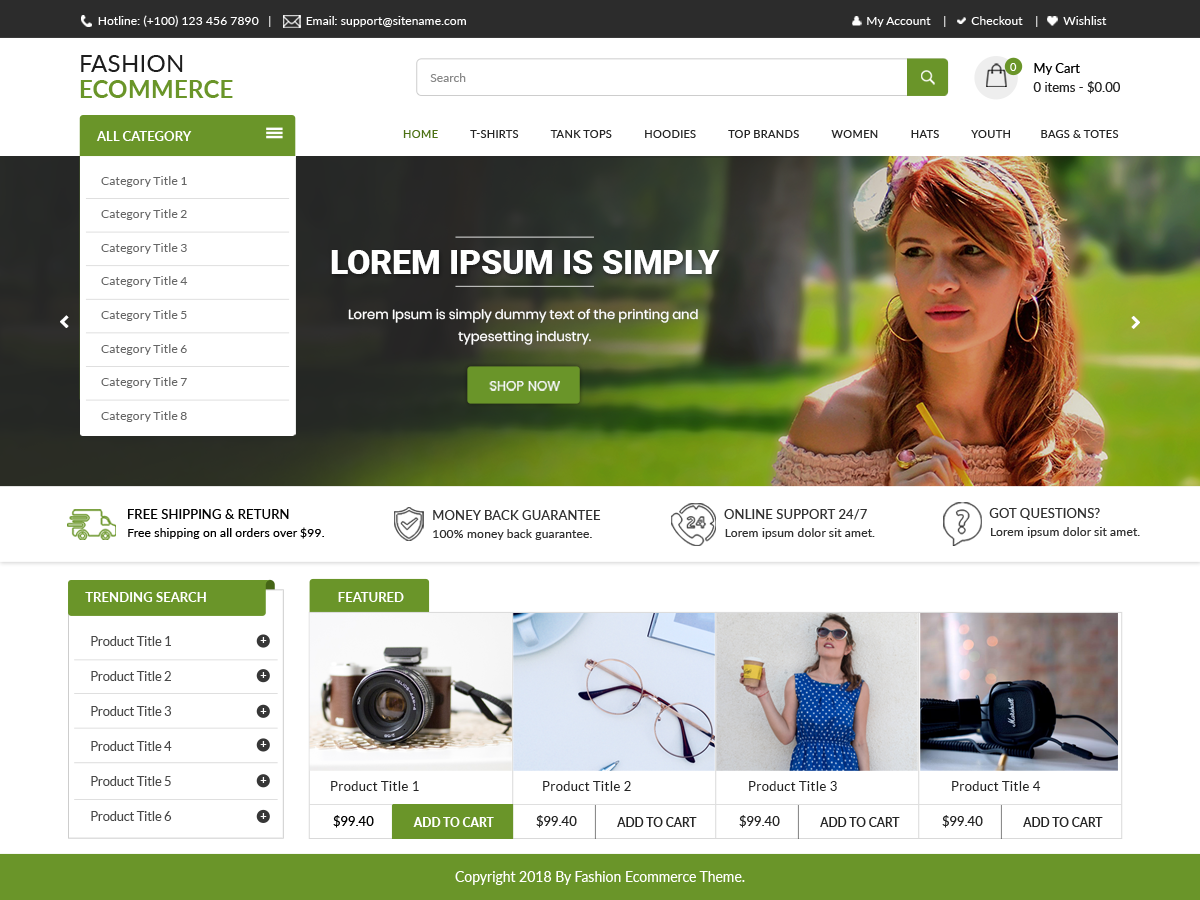 Hotline: (+100) 123 456 7890 | Email: support@sitename.com
My Account | Checkout | Wishlist
FASHION
ECOMMERCE
Search
0
My Cart
0 items - $0.00
ALL CATEGORY
HOME T-SHIRTS TANK TOPS HOODIES TOP BRANDS WOMEN HATS YOUTH BAGS & TOTES
Category Title 1
Category Title 2
Category Title 3
Category Title 4
Category Title 5
Category Title 6
Category Title 7
Category Title 8
LOREM IPSUM IS SIMPLY
Lorem Ipsum is simply dummy text of the printing and
typesetting industry.
SHOP NOW
FREE SHIPPING & RETURN
Free shipping on all orders over $99.
MONEY BACK GUARANTEE
100% money back guarantee.
24
ONLINE SUPPORT 24/7
Lorem ipsum dolor sit amet.
?
GOT QUESTIONS?
Lorem ipsum dolor sit amet.
TRENDING SEARCH
Product Title 1
Product Title 2
Product Title 3
Product Title 4
Product Title 5
Product Title 6
FEATURED
Marshall
Product Title 1
Product Title 2
Product Title 3
Product Title 4
$99.40 ADD TO CART
$99.40 ADD TO CART
$99.40 ADD TO CART
$99.40 ADD TO CART
Copyright 2018 By Fashion Ecommerce Theme.